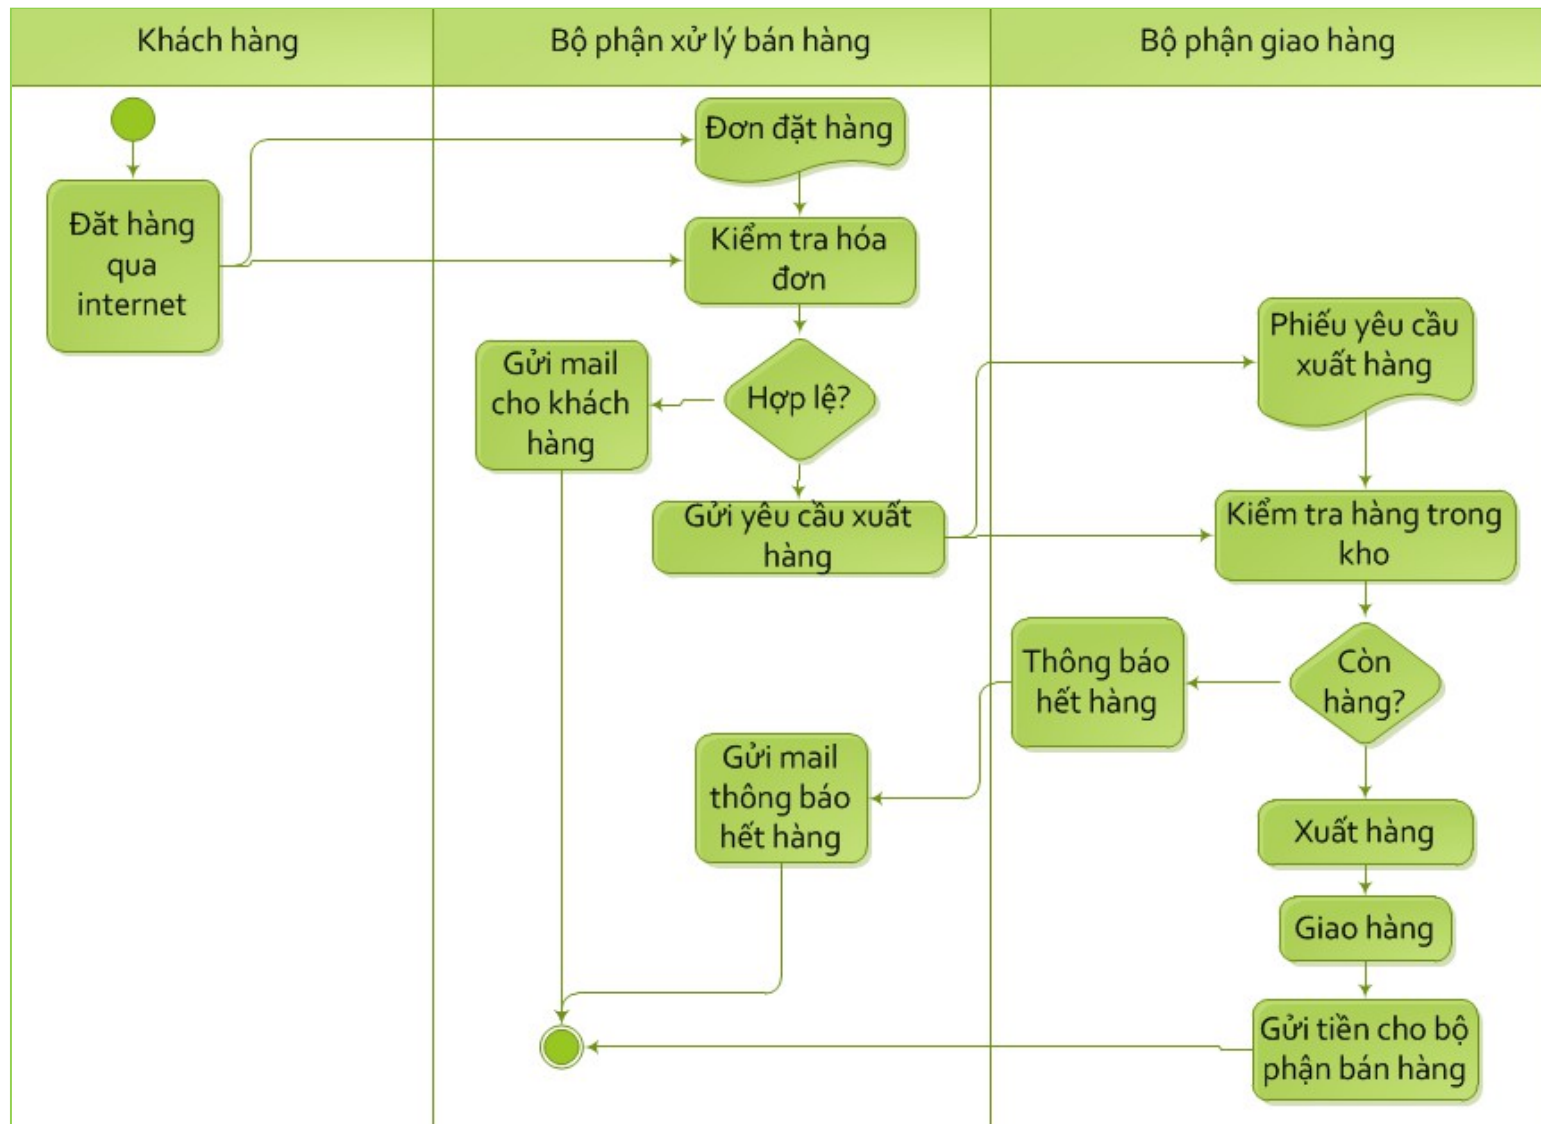 Khách hàng
Bộ phận xử lý bán hàng
Bộ phận giao hàng
Đơn đặt hàng
Đăt hàng
qua
internet
Kiểm tra hóa
đơn
Phiếu yêu cầu
xuất hàng
Gửi mail
cho khách
hàng
Hợp lệ?
Gửi yêu cầu xuất
hàng
Kiểm tra hàng trong
kho
Thông báo
hết hàng
Còn
hàng?
Gửi mail
thông báo
hết hàng
Xuất hàng
Giao hàng
Gửi tiền cho bộ
phận bán hàng